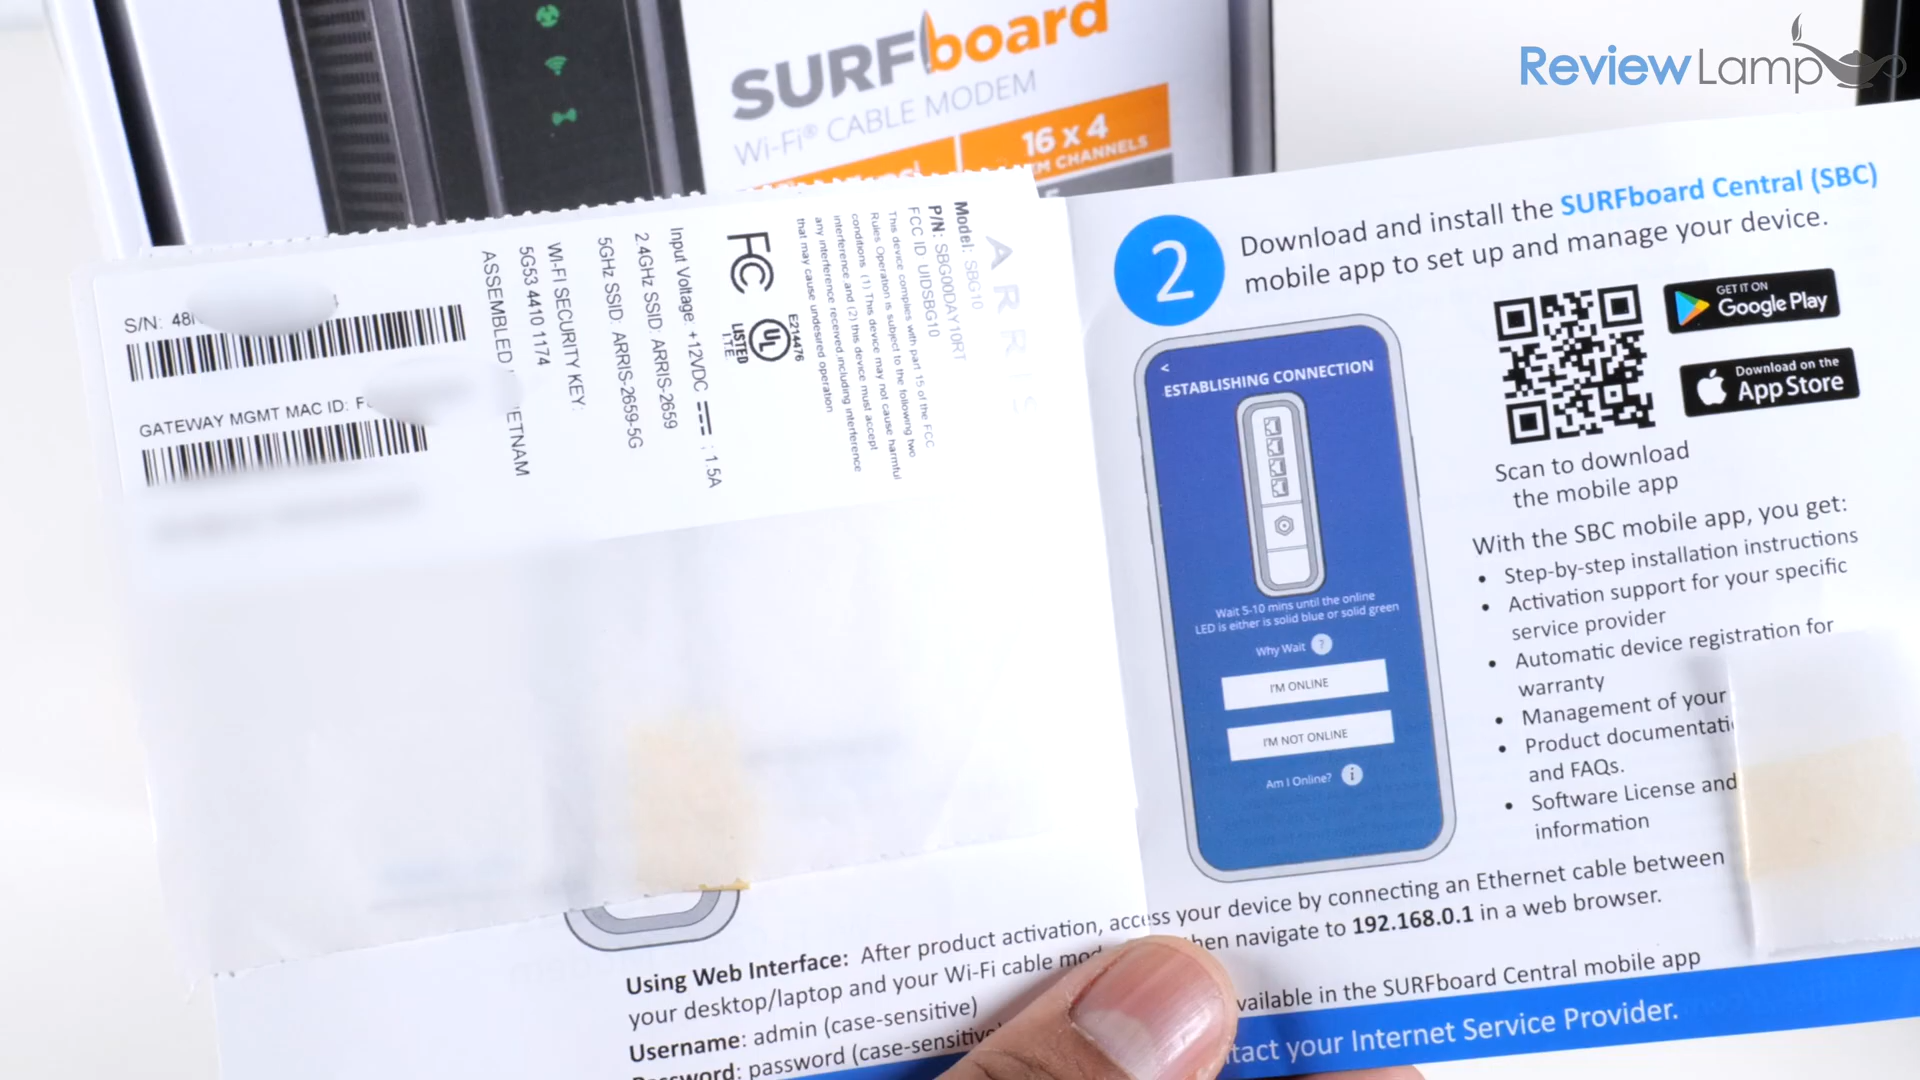 SURFboard
Wi-Fi® CABLE MODEM
16 x 4
CHANNELS
ReviewLamp
S/N: 48
GATEWAY MGMT MAC ID: F
ARRIS
Model: SBG10
P/N: SBG00DAY10RT
FCC ID UIDSBG10
This device complies with part 15 of the FCC
Rules. Operation is subject to the following two
conditions. (1) This device may not cause harmful
interference and (2) this device must accept
any interference received, including interference
that may cause undesired operation
E214476
FC
UL
LISTED
I.T.E.
Input Voltage: +12VDC : 1.5A
2.4GHz SSID: ARRIS-2659
5GHz SSID: ARRIS-2659-5G
WI-FI SECURITY KEY:
5G53 4410 1174
ASSEMBLED IETNAM
2
Download and install the SURFboard Central (SBC)
mobile app to set up and manage your device.
<
ESTABLISHING CONNECTION
Wait 5-10 mins until the online
LED is either is solid blue or solid green
Why Wait ?
I'M ONLINE
I'M NOT ONLINE
Am I Online? i
GET IT ON
Google Play
Download on the
App Store
Scan to download
the mobile app
With the SBC mobile app, you get:
• Step-by-step installation instructions
• Activation support for your specific
service provider
• Automatic device registration for
warranty
• Management of your
• Product documentati
and FAQs.
• Software License and
information
Using Web Interface: After product activation, access your device by connecting an Ethernet cable between
your desktop/laptop and your Wi-Fi cable mod hen navigate to 192.168.0.1 in a web browser.
Username: admin (case-sensitive)
Password: password (case-sensitive)
vailable in the SURFboard Central mobile app
tact your Internet Service Provider.